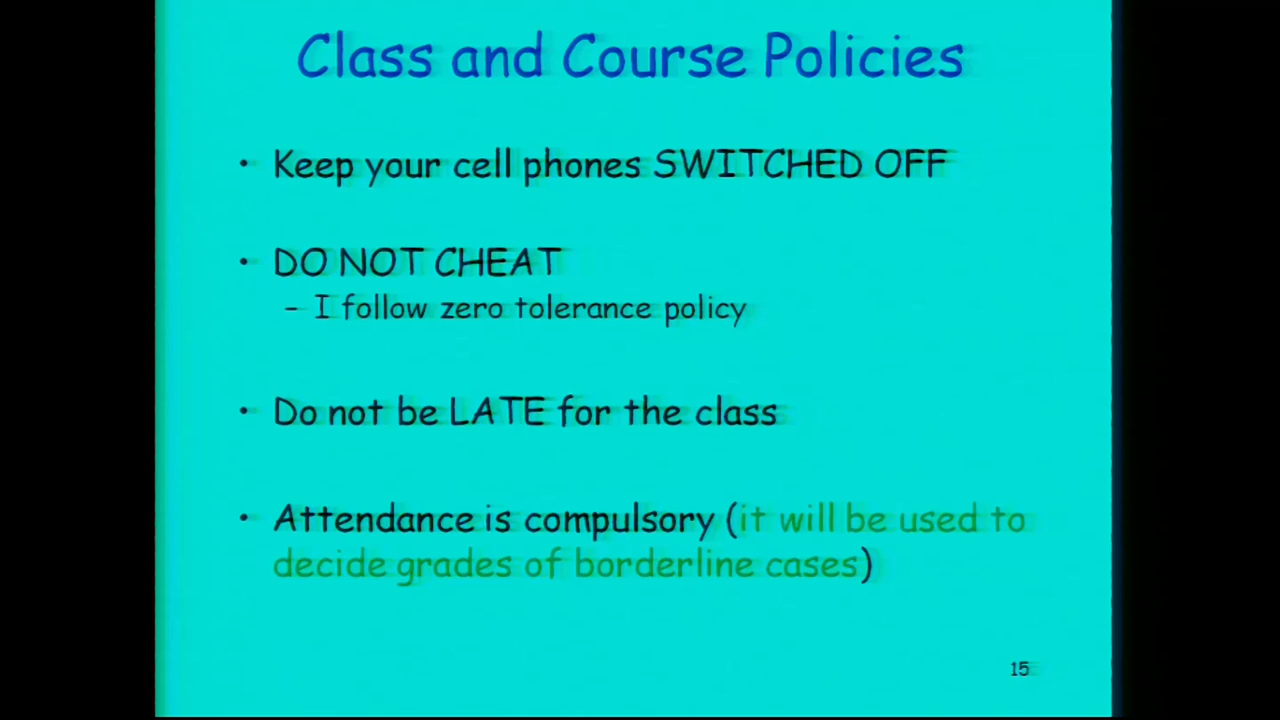 Class and Course Policies
• Keep your cell phones SWITCHED OFF
• DO NOT CHEAT
– I follow zero tolerance policy
• Do not be LATE for the class
• Attendance is compulsory (it will be used to
decide grades of borderline cases)
15